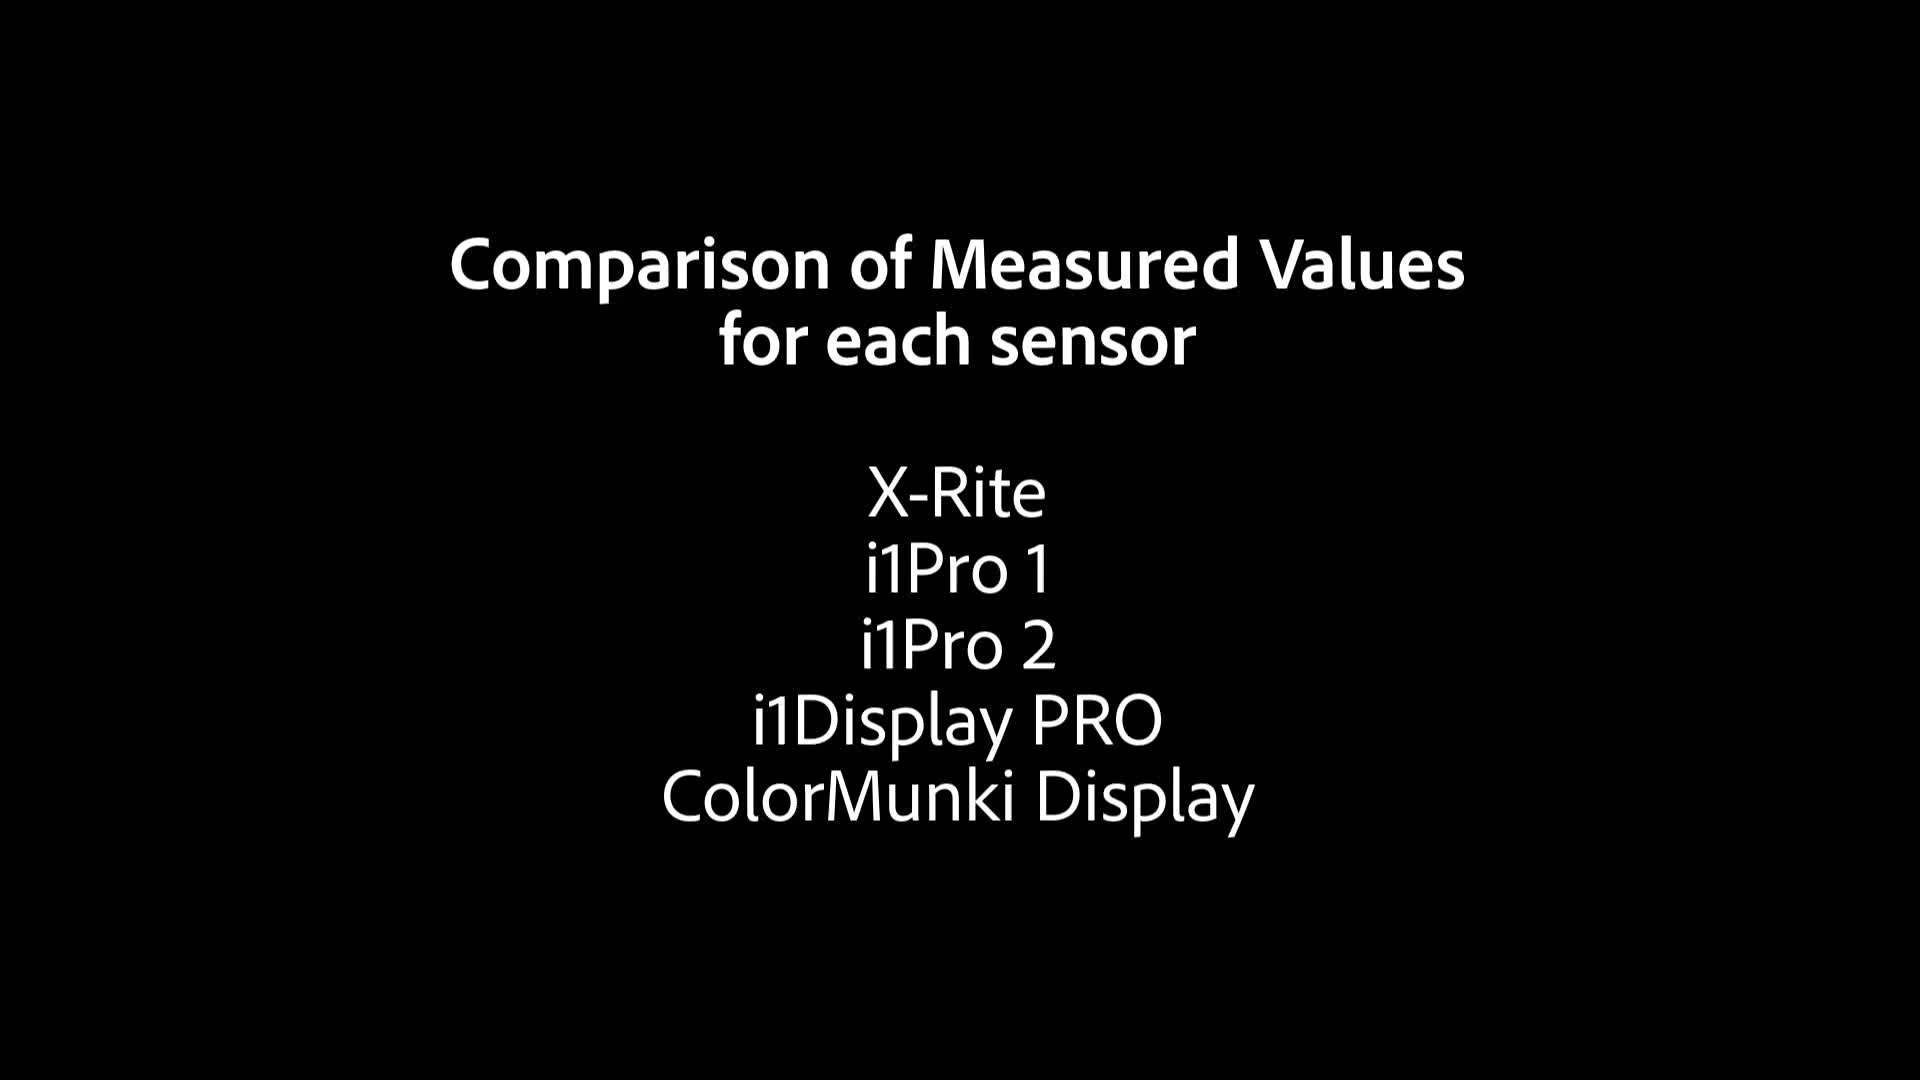 Comparison of Measured Values
for each sensor
X-Rite
i1Pro 1
i1Pro 2
i1Display PRO
ColorMunki Display